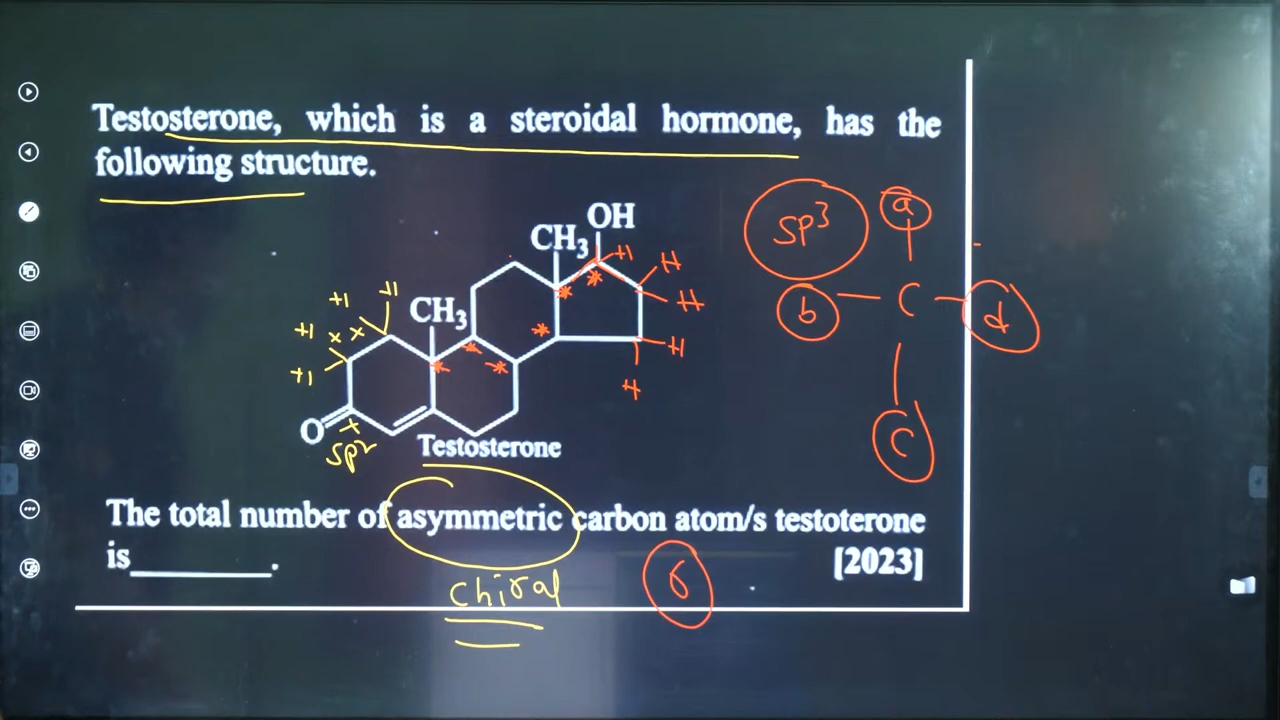 Testosterone, which is a steroidal hormone, has the
following structure.
OH
CH3
H
H
H
sp3
a
H
H
CH3
H
H
b
C
d
H
H
H
H
O
sp2
Testosterone
C
The total number of asymmetric carbon atom/s testoterone
is________.
[2023]
chiral
6